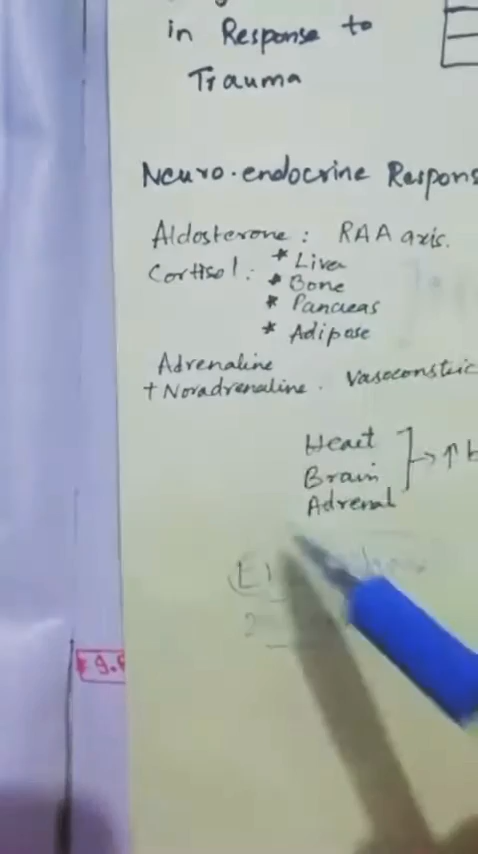 in Response to
Trauma
Neuro-endocrine Respons
Aldosterone : RAA axis.
Cortisol : * Liver
* Bone
* Pancreas
* Adipose
Adrenaline
+ Noradrenaline. Vasoconstric
Heart
Brain
Adrenal
→ ↑ b
* 9.